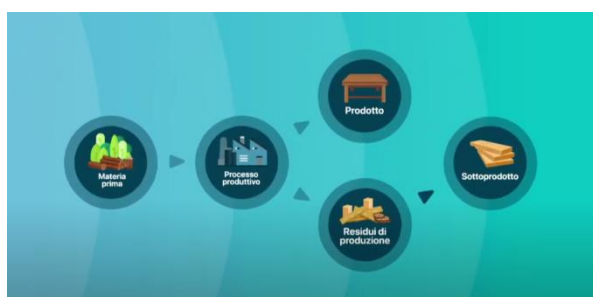 Materia
prima
Processo
produttivo
Prodotto
Residui di
produzione
Sottoprodotto